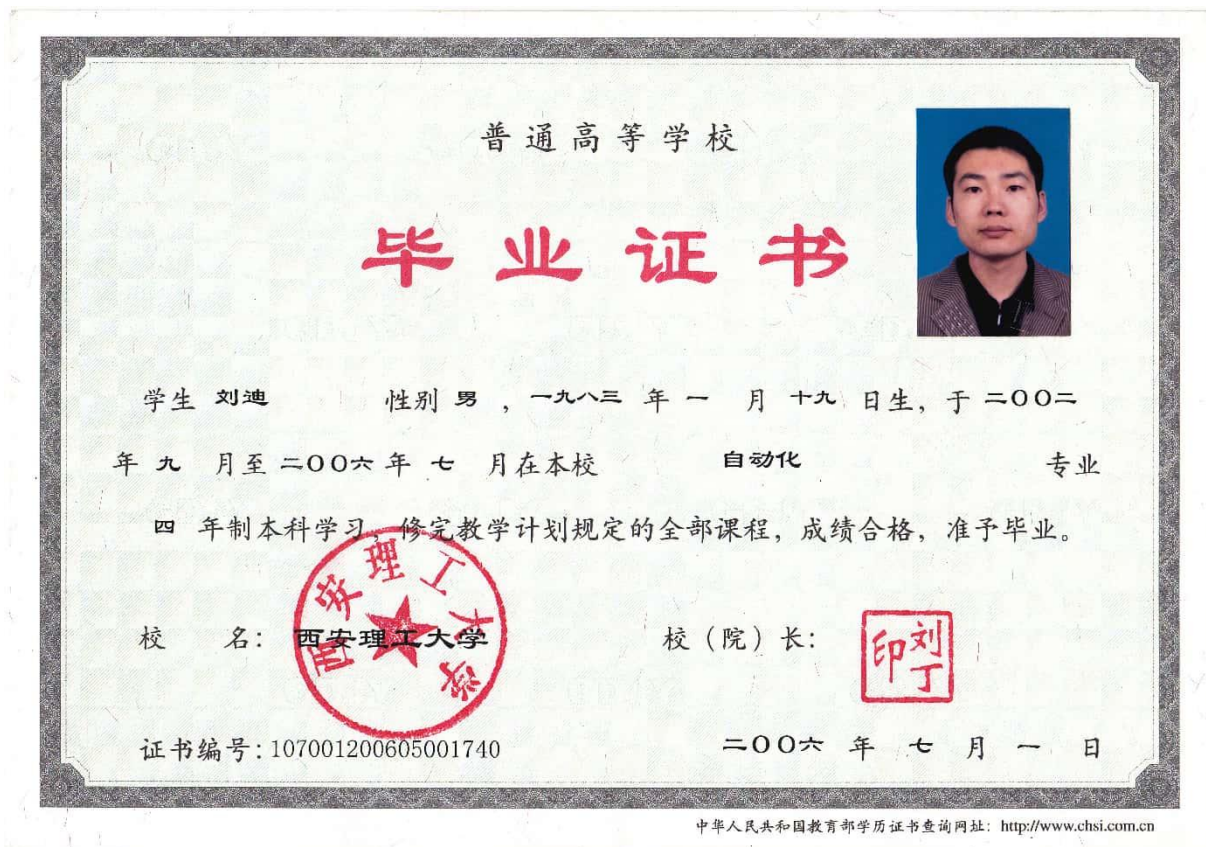 普通高等学校
毕业证书
学生 刘迪 性别 男 ，一九八三 年 一 月 十九 日生，于 二〇〇二
年 九 月至 二〇〇六 年 七 月在本校 自动化 专业
四 年制本科学习，修完教学计划规定的全部课程，成绩合格，准予毕业。
西安理工大学
校 名： 西安理工大学 校（院）长： 刘丁印
证书编号：107001200605001740 二〇〇六 年 七 月 一 日
中华人民共和国教育部学历证书查询网址：http://www.chsi.com.cn